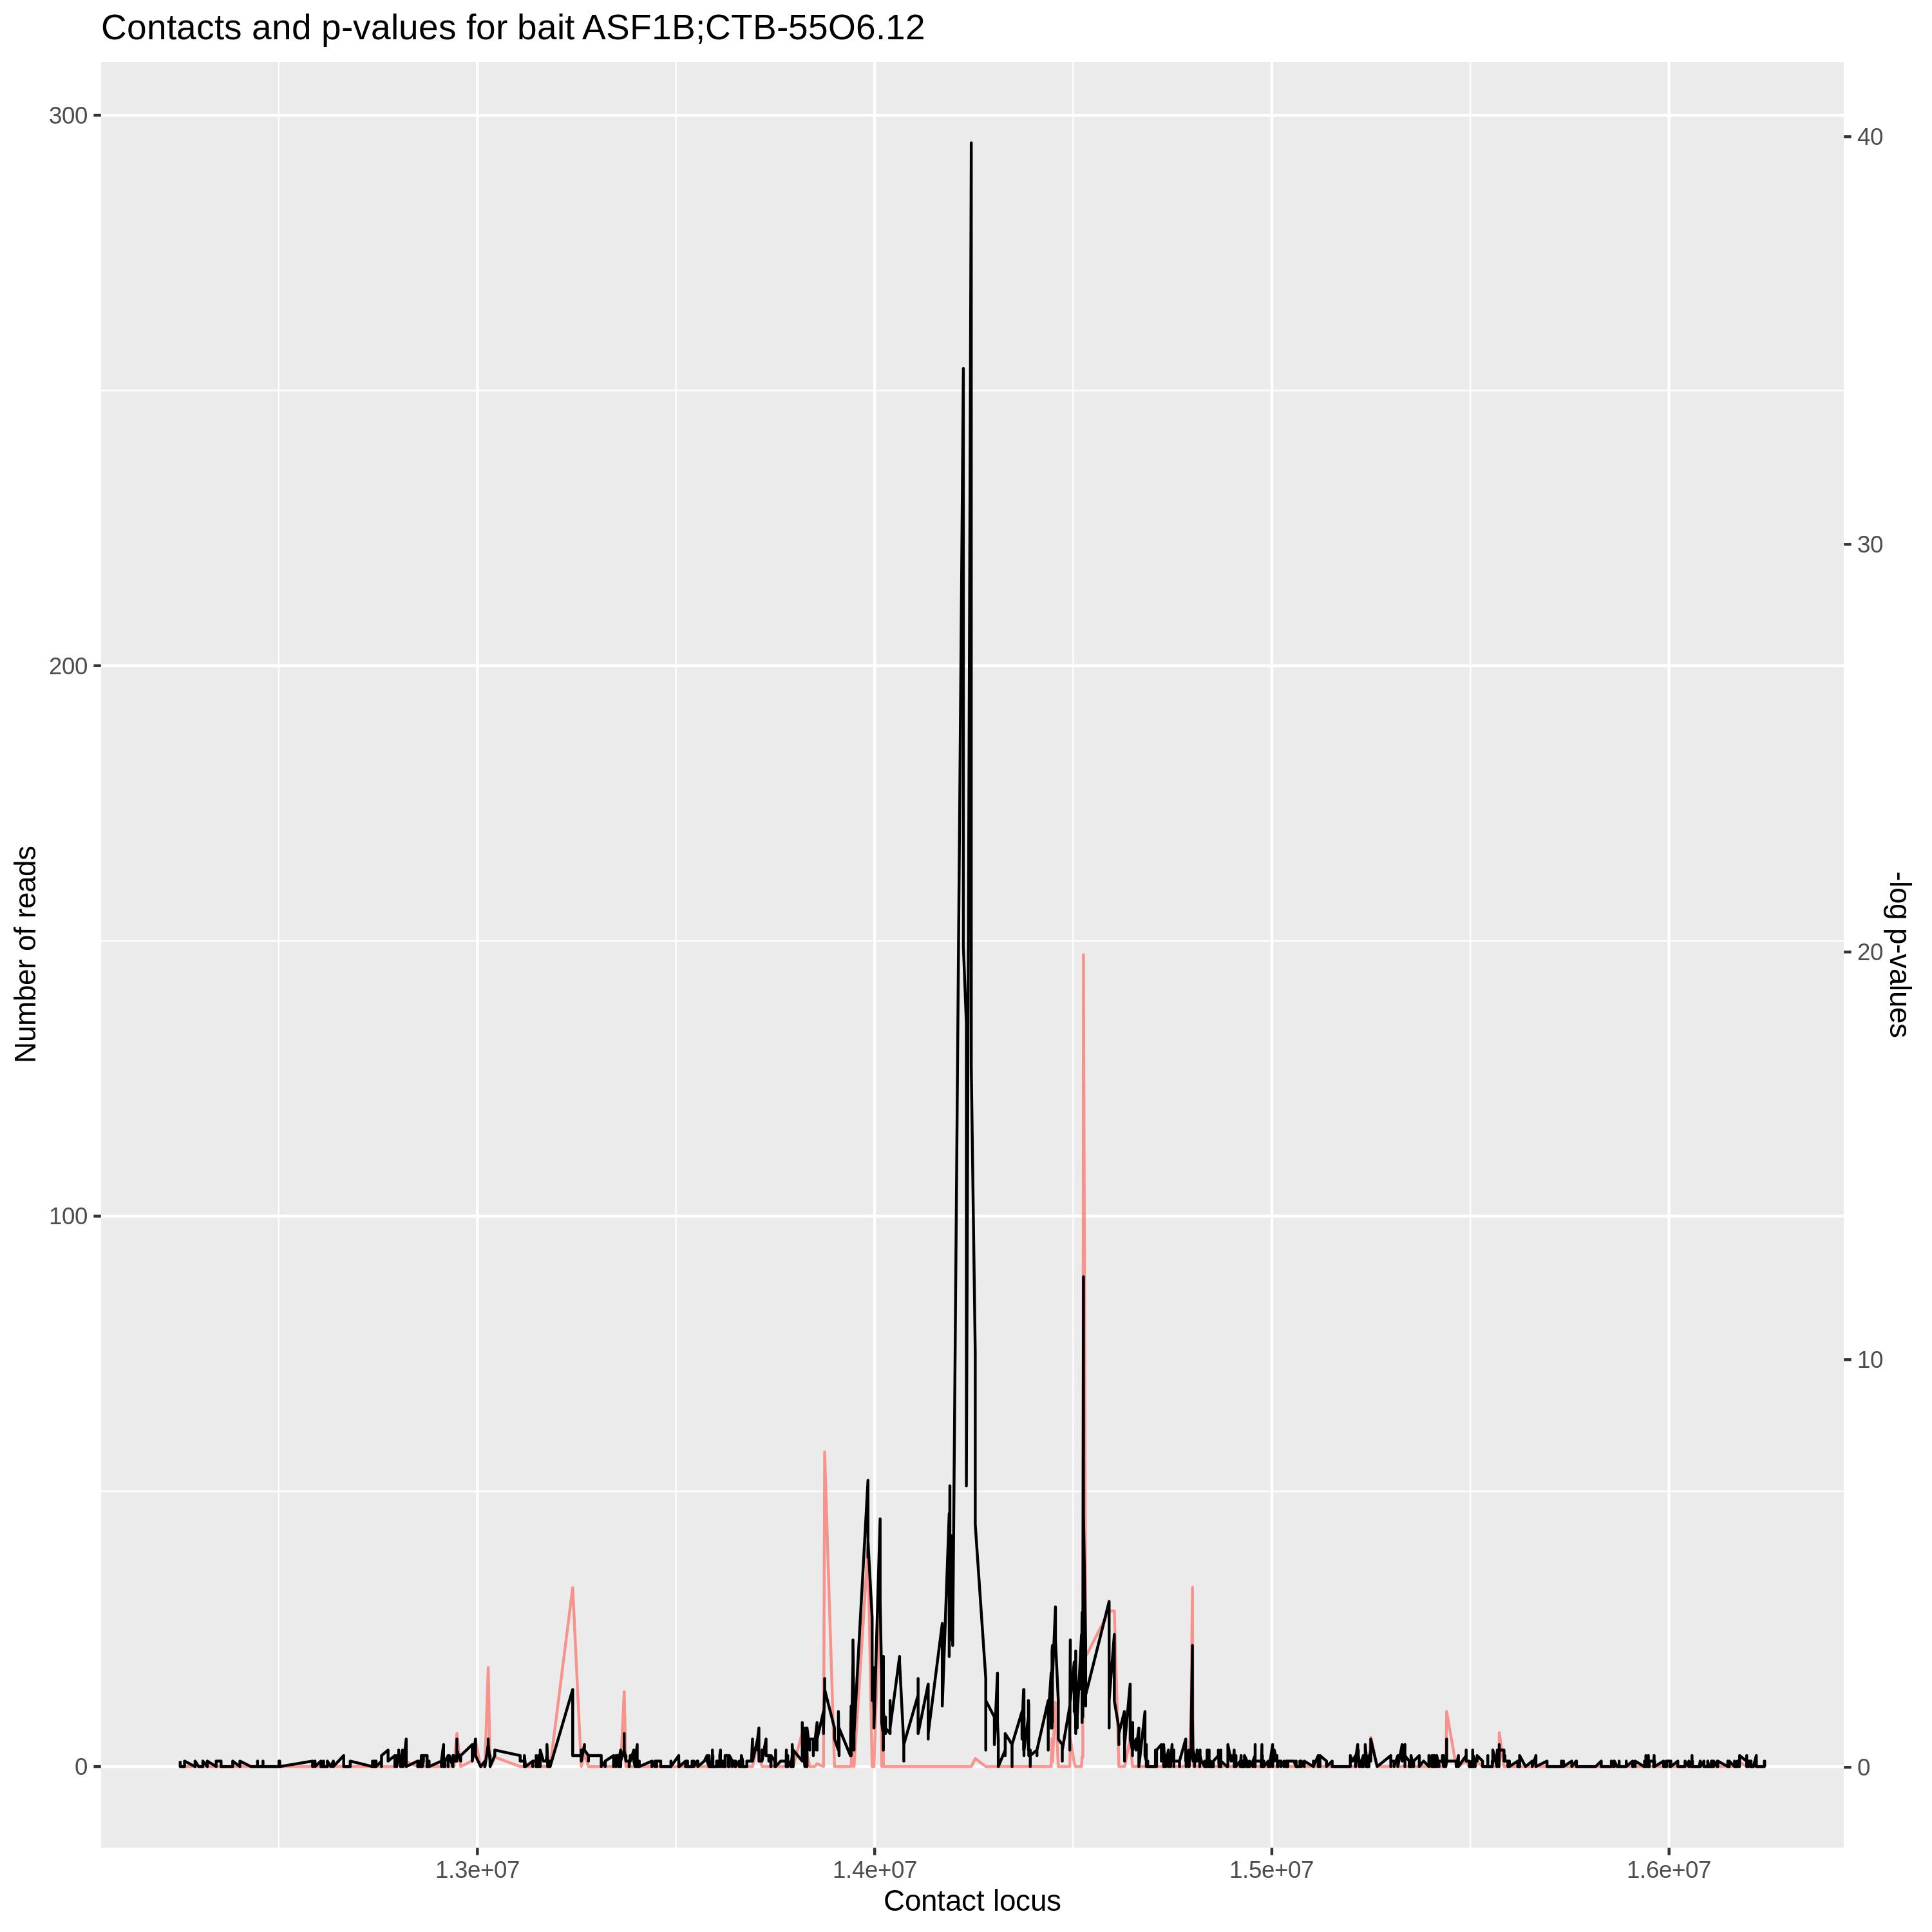 Contacts and p-values for bait ASF1B;CTB-55O6.12
300
200
100
0
Number of reads
40
30
20
10
0
-log p-values
1.3e+07
1.4e+07
1.5e+07
1.6e+07
Contact locus